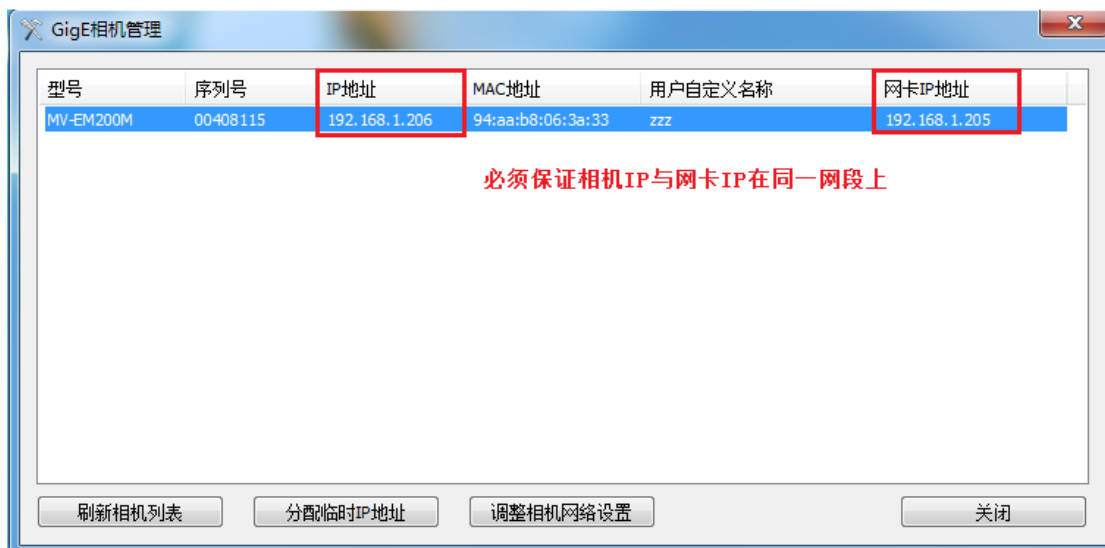 GigE相机管理
型号 序列号 IP地址 MAC地址 用户自定义名称 网卡IP地址
MV-EM200M 00408115 192.168.1.206 94:aa:b8:06:3a:33 zzz 192.168.1.205
必须保证相机IP与网卡IP在同一网段上
刷新相机列表 分配临时IP地址 调整相机网络设置 关闭